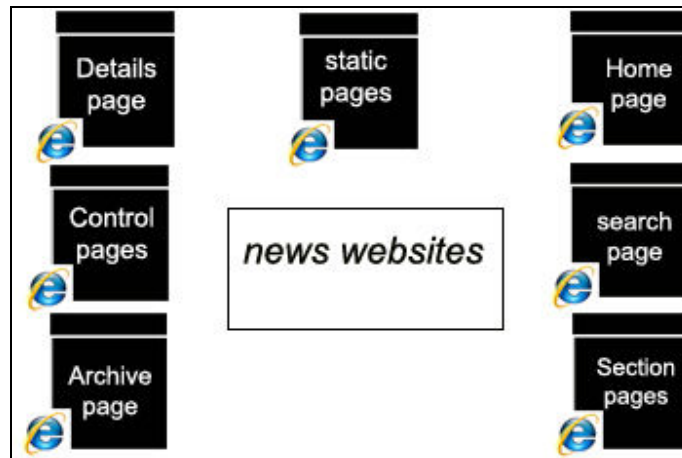 Details
page
static
pages
Home
page
Control
pages
news websites
search
page
Archive
page
Section
pages